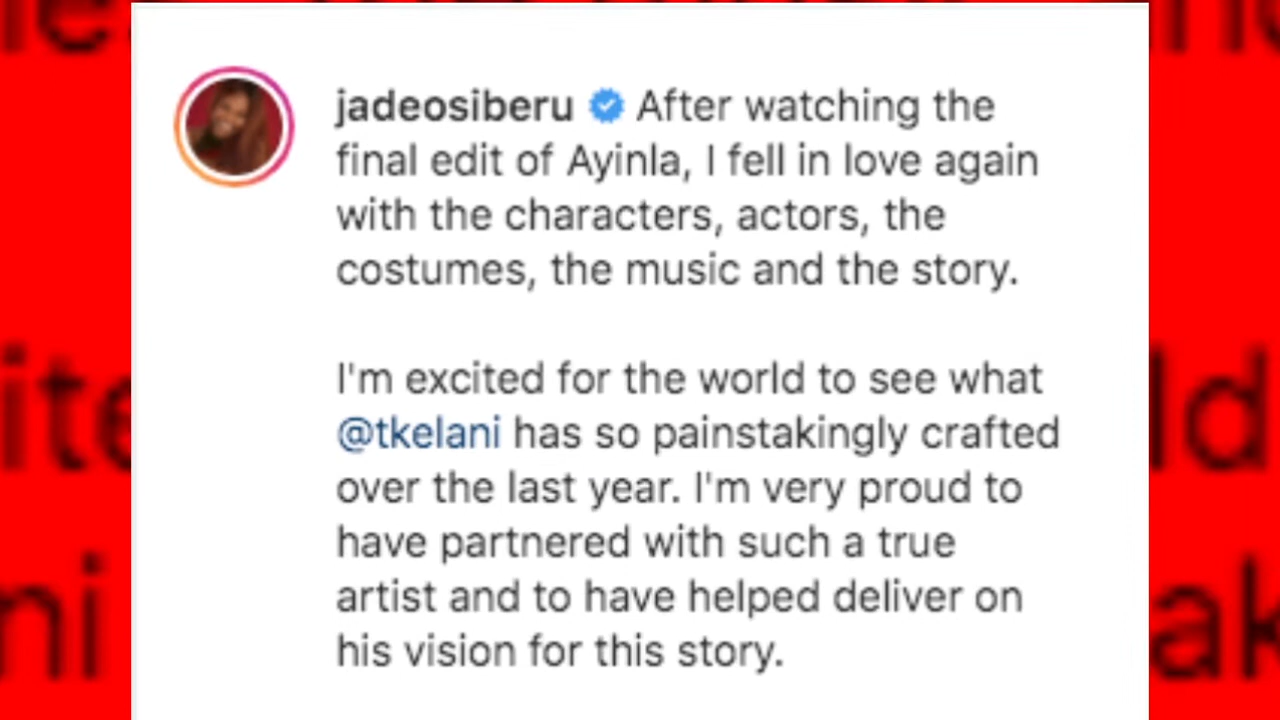 jadeosiberu After watching the
final edit of Ayinla, I fell in love again
with the characters, actors, the
costumes, the music and the story.
I'm excited for the world to see what
@tkelani has so painstakingly crafted
over the last year. I'm very proud to
have partnered with such a true
artist and to have helped deliver on
his vision for this story.